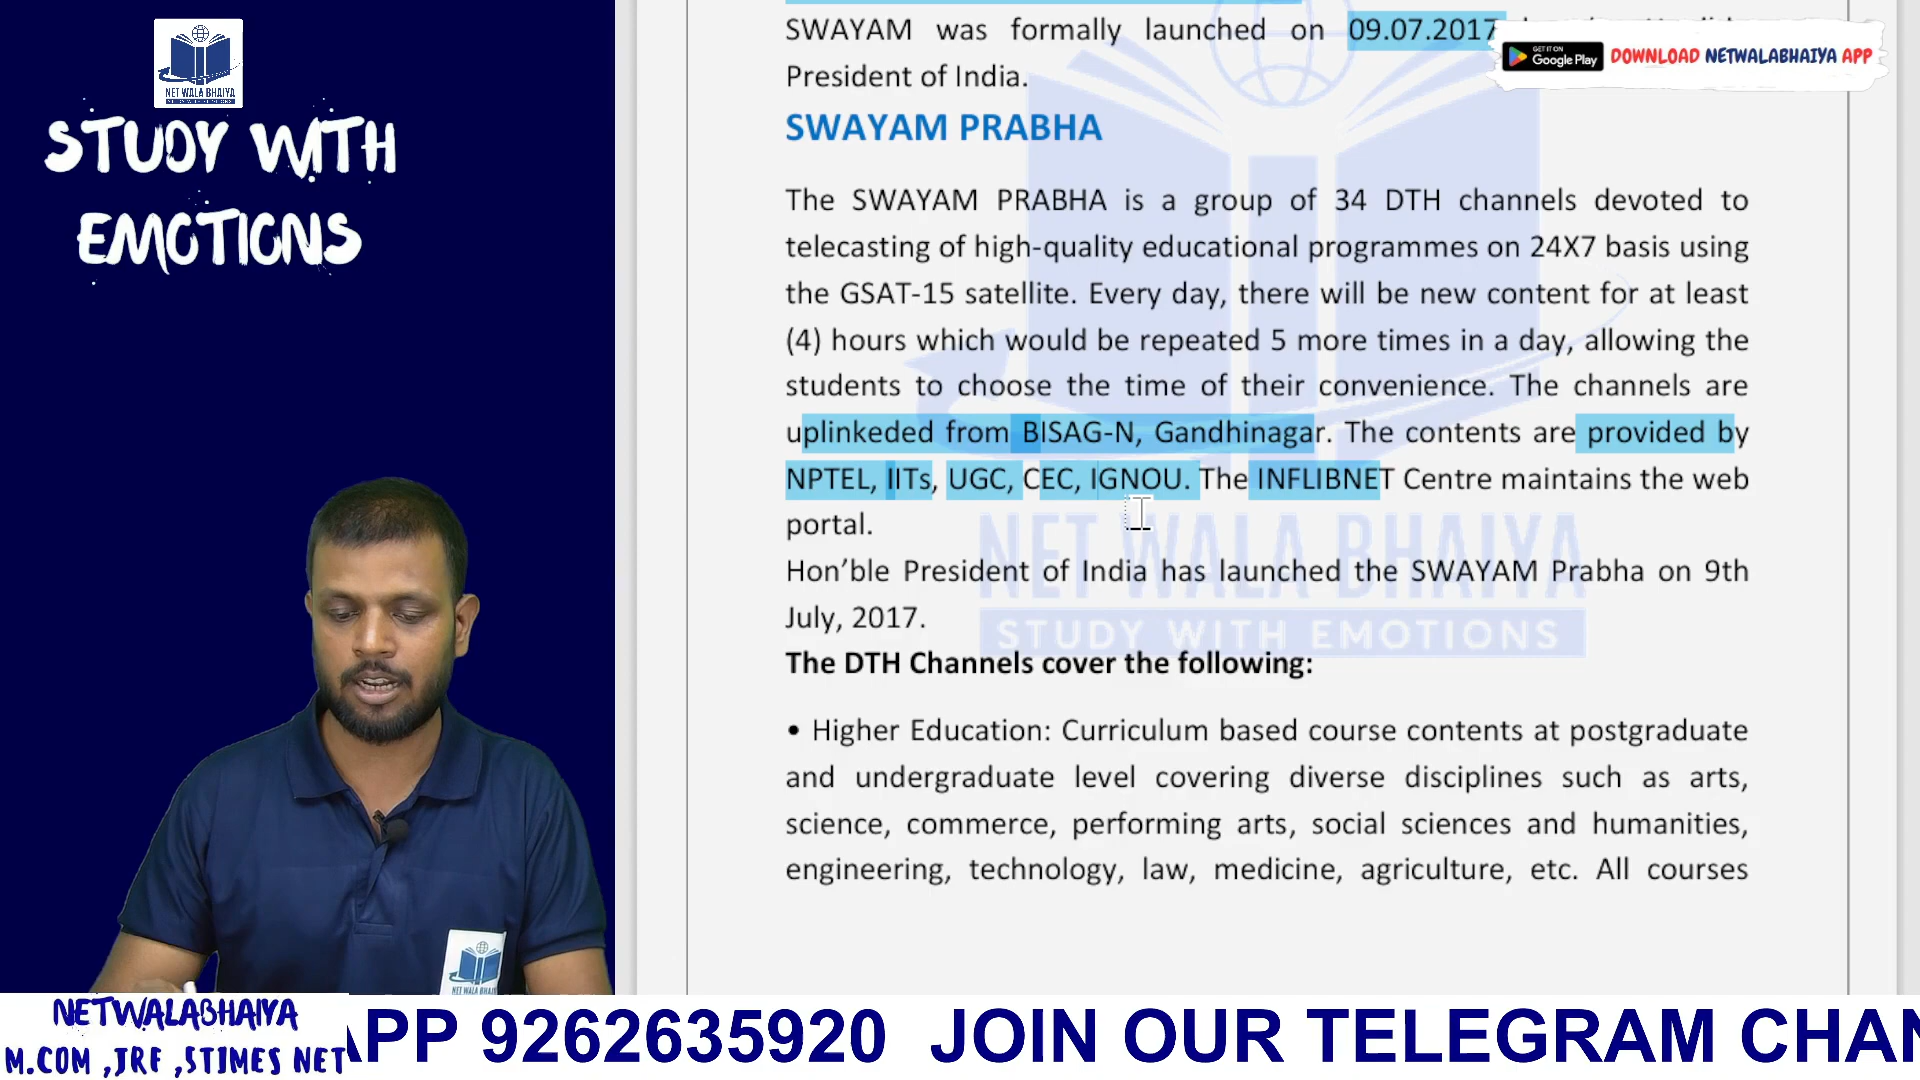 NET WALA BHAIYA
STUDY WITH EMOTIONS
STUDY WITH
EMOTIONS
SWAYAM was formally launched on 09.07.2017
President of India.
GET IT ON
Google Play
DOWNLOAD NETWALABHAIYA APP
SWAYAM PRABHA
The SWAYAM PRABHA is a group of 34 DTH channels devoted to
telecasting of high-quality educational programmes on 24X7 basis using
the GSAT-15 satellite. Every day, there will be new content for at least
(4) hours which would be repeated 5 more times in a day, allowing the
students to choose the time of their convenience. The channels are
uplinkeded from BISAG-N, Gandhinagar. The contents are provided by
NPTEL, IITs, UGC, CEC, IGNOU. The INFLIBNET Centre maintains the web
portal.
Hon’ble President of India has launched the SWAYAM Prabha on 9th
July, 2017.
The DTH Channels cover the following:
• Higher Education: Curriculum based course contents at postgraduate
and undergraduate level covering diverse disciplines such as arts,
science, commerce, performing arts, social sciences and humanities,
engineering, technology, law, medicine, agriculture, etc. All courses
NET WALA BHAIYA
STUDY WITH EMOTIONS
NET WALA BHAIYA
NETWALABHAIYA
M.COM ,JRF ,5TIMES NET
APP 9262635920 JOIN OUR TELEGRAM CHAN